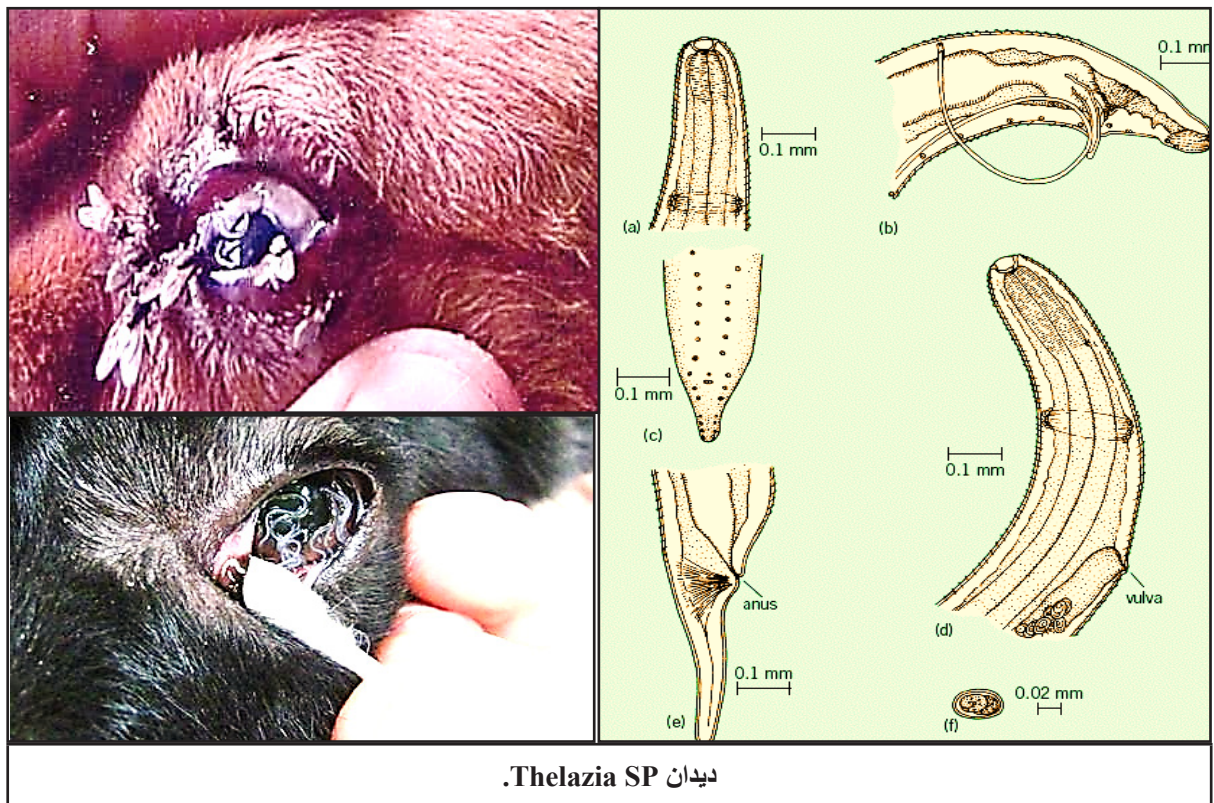 0.1 mm
(a)
0.1 mm
(b)
0.1 mm
(c)
0.1 mm
vulva
(d)
anus
0.1 mm
(e)
0.02 mm
(f)
ديدان Thelazia SP.